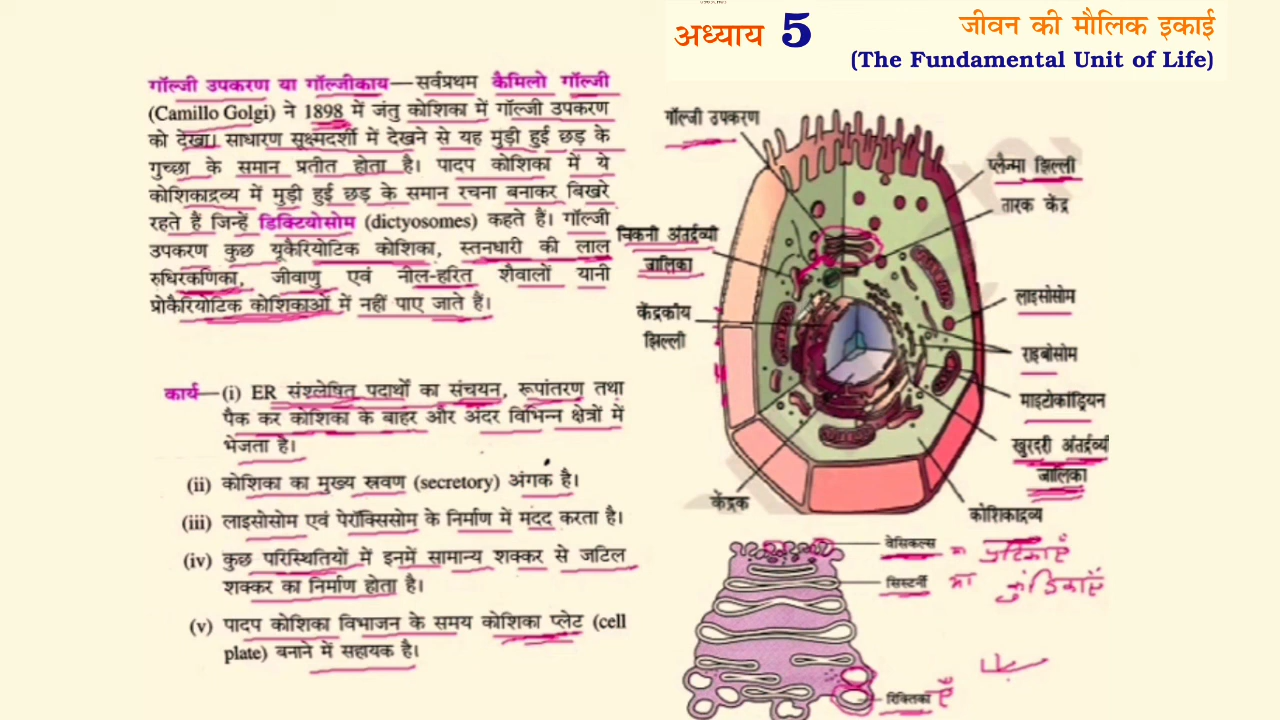 अध्याय 5
जीवन की मौलिक इकाई
(The Fundamental Unit of Life)
गॉल्जी उपकरण या गॉल्जीकाय—सर्वप्रथम कैमिलो गॉल्जी
(Camillo Golgi) ने 1898 में जंतु कोशिका में गॉल्जी उपकरण
को देखा। साधारण सूक्ष्मदर्शी में देखने से यह मुड़ी हुई छड़ के
गुच्छा के समान प्रतीत होता है। पादप कोशिका में ये
कोशिकाद्रव्य में मुड़ी हुई छड़ के समान रचना बनाकर बिखरे
रहते हैं जिन्हें डिक्टियोसोम (dictyosomes) कहते हैं। गॉल्जी
उपकरण कुछ यूकैरियोटिक कोशिका, स्तनधारी की लाल
रुधिरकणिका, जीवाणु एवं नील-हरित शैवालों यानी
प्रोकैरियोटिक कोशिकाओं में नहीं पाए जाते हैं।
कार्य—(i) ER संश्लेषित पदार्थों का संचयन, रूपांतरण तथा
पैक कर कोशिका के बाहर और अंदर विभिन्न क्षेत्रों में
भेजता है।
(ii) कोशिका का मुख्य स्रवण (secretory) अंगक है।
(iii) लाइसोसोम एवं पेरॉक्सिसोम के निर्माण में मदद करता है।
(iv) कुछ परिस्थितियों में इनमें सामान्य शक्कर से जटिल
शक्कर का निर्माण होता है।
(v) पादप कोशिका विभाजन के समय कोशिका प्लेट (cell
plate) बनाने में सहायक है।
गॉल्जी उपकरण
प्लैज्मा झिल्ली
तारक केंद्र
चिकनी अंतर्द्रव्यी
जालिका
लाइसोसोम
केंद्रकीय
झिल्ली
राइबोसोम
माइटोकॉंड्रियन
खुरदरी अंतर्द्रव्यी
जालिका
केंद्रक
कोशिकाद्रव्य
वेसिकल्स = पुटिकाएँ
सिस्टर्नी या कुंडिकाएँ
रिक्तिकाएँ